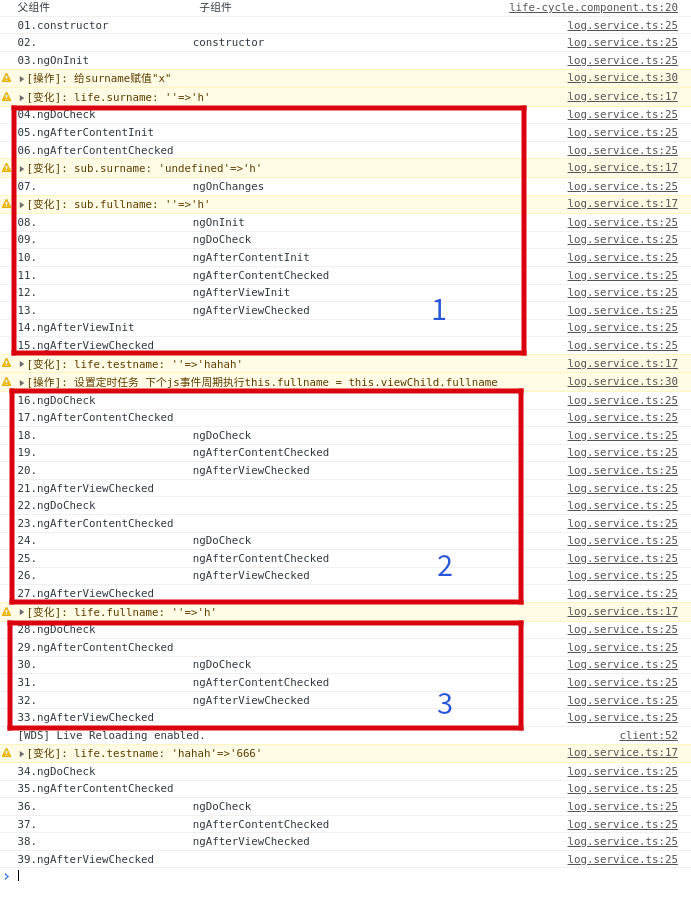 父组件 子组件 life-cycle.component.ts:20
01.constructor log.service.ts:25
02. constructor log.service.ts:25
03.ngOnInit log.service.ts:25
[操作]: 给surname赋值"x" log.service.ts:30
[变化]: life.surname: ''=>'h' log.service.ts:17
04.ngDoCheck log.service.ts:25
05.ngAfterContentInit log.service.ts:25
06.ngAfterContentChecked log.service.ts:25
[变化]: sub.surname: 'undefined'=>'h' log.service.ts:17
07. ngOnChanges log.service.ts:25
[变化]: sub.fullname: ''=>'h' log.service.ts:17
08. ngOnInit log.service.ts:25
09. ngDoCheck log.service.ts:25
10. ngAfterContentInit log.service.ts:25
11. ngAfterContentChecked log.service.ts:25
12. ngAfterViewInit log.service.ts:25
13. ngAfterViewChecked log.service.ts:25
1
14.ngAfterViewInit log.service.ts:25
15.ngAfterViewChecked log.service.ts:25
[变化]: life.testname: ''=>'hahah' log.service.ts:17
[操作]: 设置定时任务 下个js事件周期执行this.fullname = this.viewChild.fullname log.service.ts:30
16.ngDoCheck log.service.ts:25
17.ngAfterContentChecked log.service.ts:25
18. ngDoCheck log.service.ts:25
19. ngAfterContentChecked log.service.ts:25
20. ngAfterViewChecked log.service.ts:25
21.ngAfterViewChecked log.service.ts:25
22.ngDoCheck log.service.ts:25
23.ngAfterContentChecked log.service.ts:25
24. ngDoCheck log.service.ts:25
25. ngAfterContentChecked log.service.ts:25
2
26. ngAfterViewChecked log.service.ts:25
27.ngAfterViewChecked log.service.ts:25
[变化]: life.fullname: ''=>'h' log.service.ts:17
28.ngDoCheck log.service.ts:25
29.ngAfterContentChecked log.service.ts:25
30. ngDoCheck log.service.ts:25
31. ngAfterContentChecked log.service.ts:25
32. ngAfterViewChecked log.service.ts:25
3
33.ngAfterViewChecked log.service.ts:25
[WDS] Live Reloading enabled. client:52
[变化]: life.testname: 'hahah'=>'666' log.service.ts:17
34.ngDoCheck log.service.ts:25
35.ngAfterContentChecked log.service.ts:25
36. ngDoCheck log.service.ts:25
37. ngAfterContentChecked log.service.ts:25
38. ngAfterViewChecked log.service.ts:25
39.ngAfterViewChecked log.service.ts:25